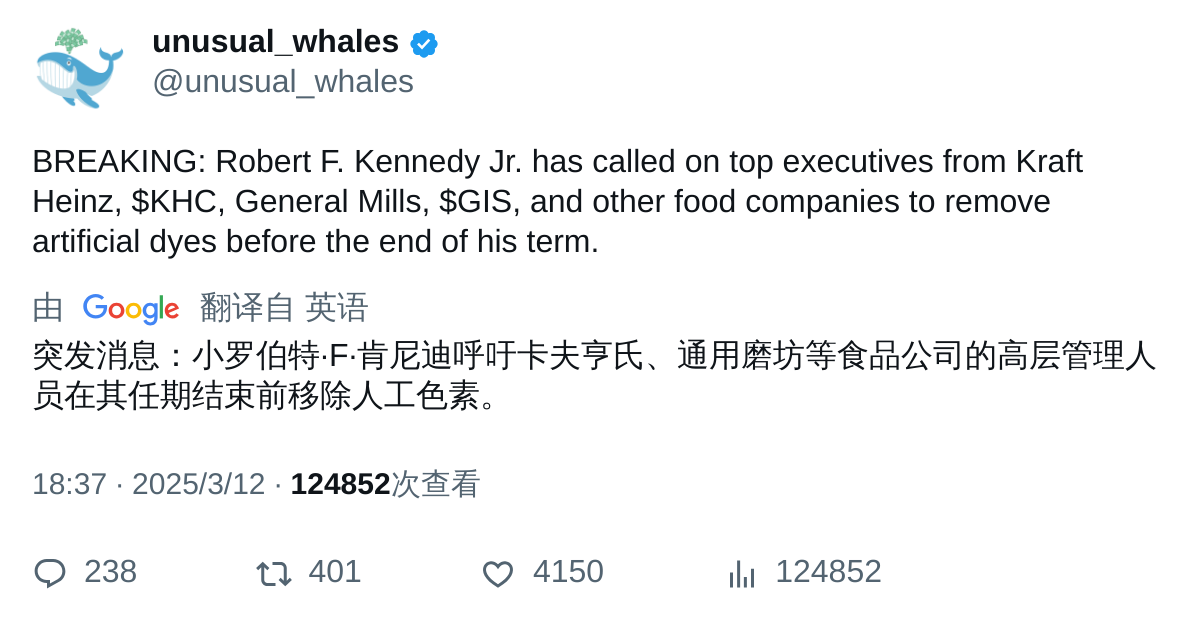 unusual_whales
@unusual_whales
BREAKING: Robert F. Kennedy Jr. has called on top executives from Kraft
Heinz, $KHC, General Mills, $GIS, and other food companies to remove
artificial dyes before the end of his term.
由 Google 翻译自 英语
突发消息：小罗伯特·F·肯尼迪呼吁卡夫亨氏、通用磨坊等食品公司的高层管理人
员在其任期结束前移除人工色素。
18:37 · 2025/3/12 · 124852次查看
238 401 4150 124852